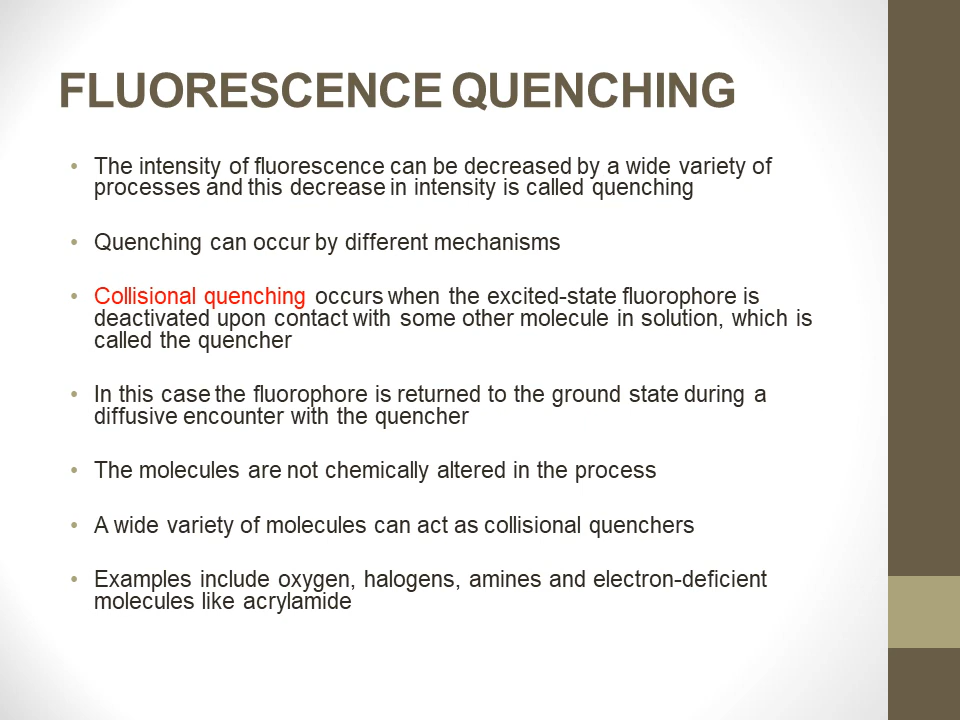 FLUORESCENCE QUENCHING
• The intensity of fluorescence can be decreased by a wide variety of
processes and this decrease in intensity is called quenching
• Quenching can occur by different mechanisms
• Collisional quenching occurs when the excited-state fluorophore is
deactivated upon contact with some other molecule in solution, which is
called the quencher
• In this case the fluorophore is returned to the ground state during a
diffusive encounter with the quencher
• The molecules are not chemically altered in the process
• A wide variety of molecules can act as collisional quenchers
• Examples include oxygen, halogens, amines and electron-deficient
molecules like acrylamide